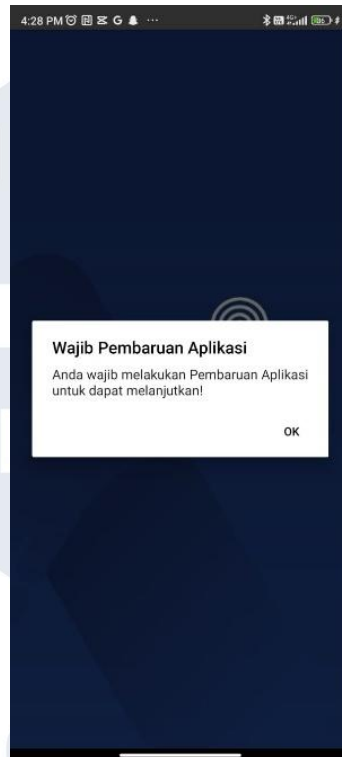 4:28 PM
Wajib Pembaruan Aplikasi
Anda wajib melakukan Pembaruan Aplikasi
untuk dapat melanjutkan!
OK